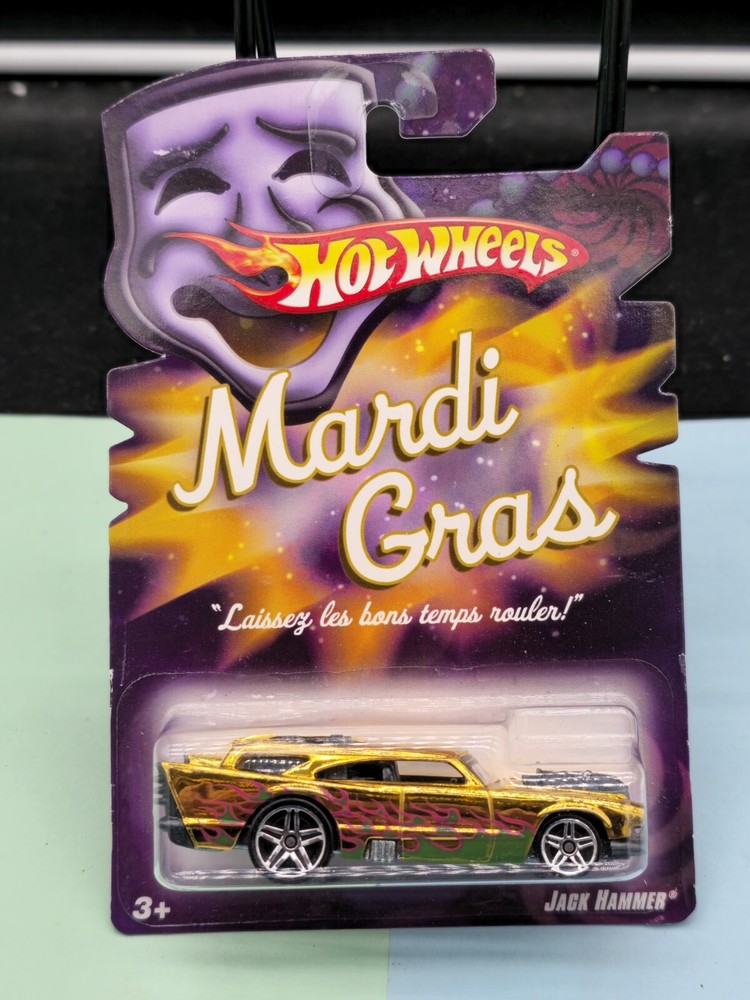 Hot Wheels®
Mardi
Gras
"Laissez les bons temps rouler!"
3+
Jack Hammer®